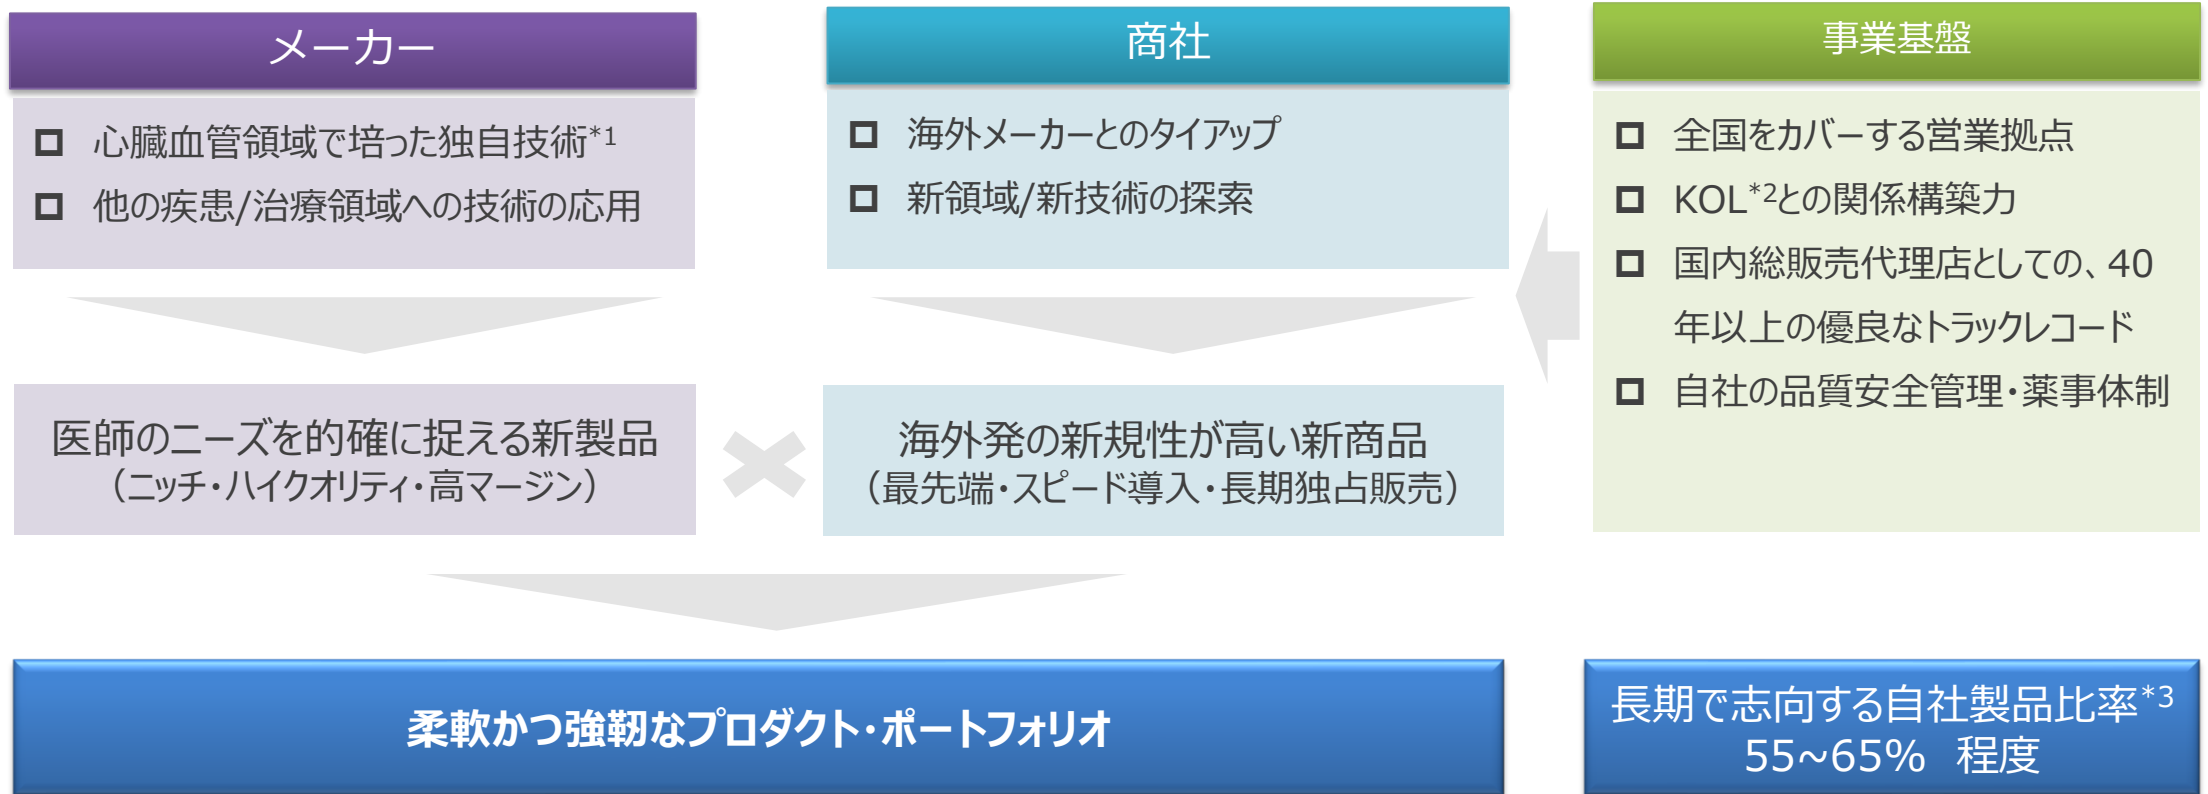 メーカー
心臓血管領域で培った独自技術*1
他の疾患/治療領域への技術の応用
医師のニーズを的確に捉える新製品
（ニッチ・ハイクオリティ・高マージン）
商社
海外メーカーとのタイアップ
新領域/新技術の探索
海外発の新規性が高い新商品
（最先端・スピード導入・長期独占販売）
事業基盤
全国をカバーする営業拠点
KOL*2との関係構築力
国内総販売代理店としての、40
年以上の優良なトラックレコード
自社の品質安全管理・薬事体制
柔軟かつ強靭なプロダクト・ポートフォリオ
長期で志向する自社製品比率*3
55~65%　程度